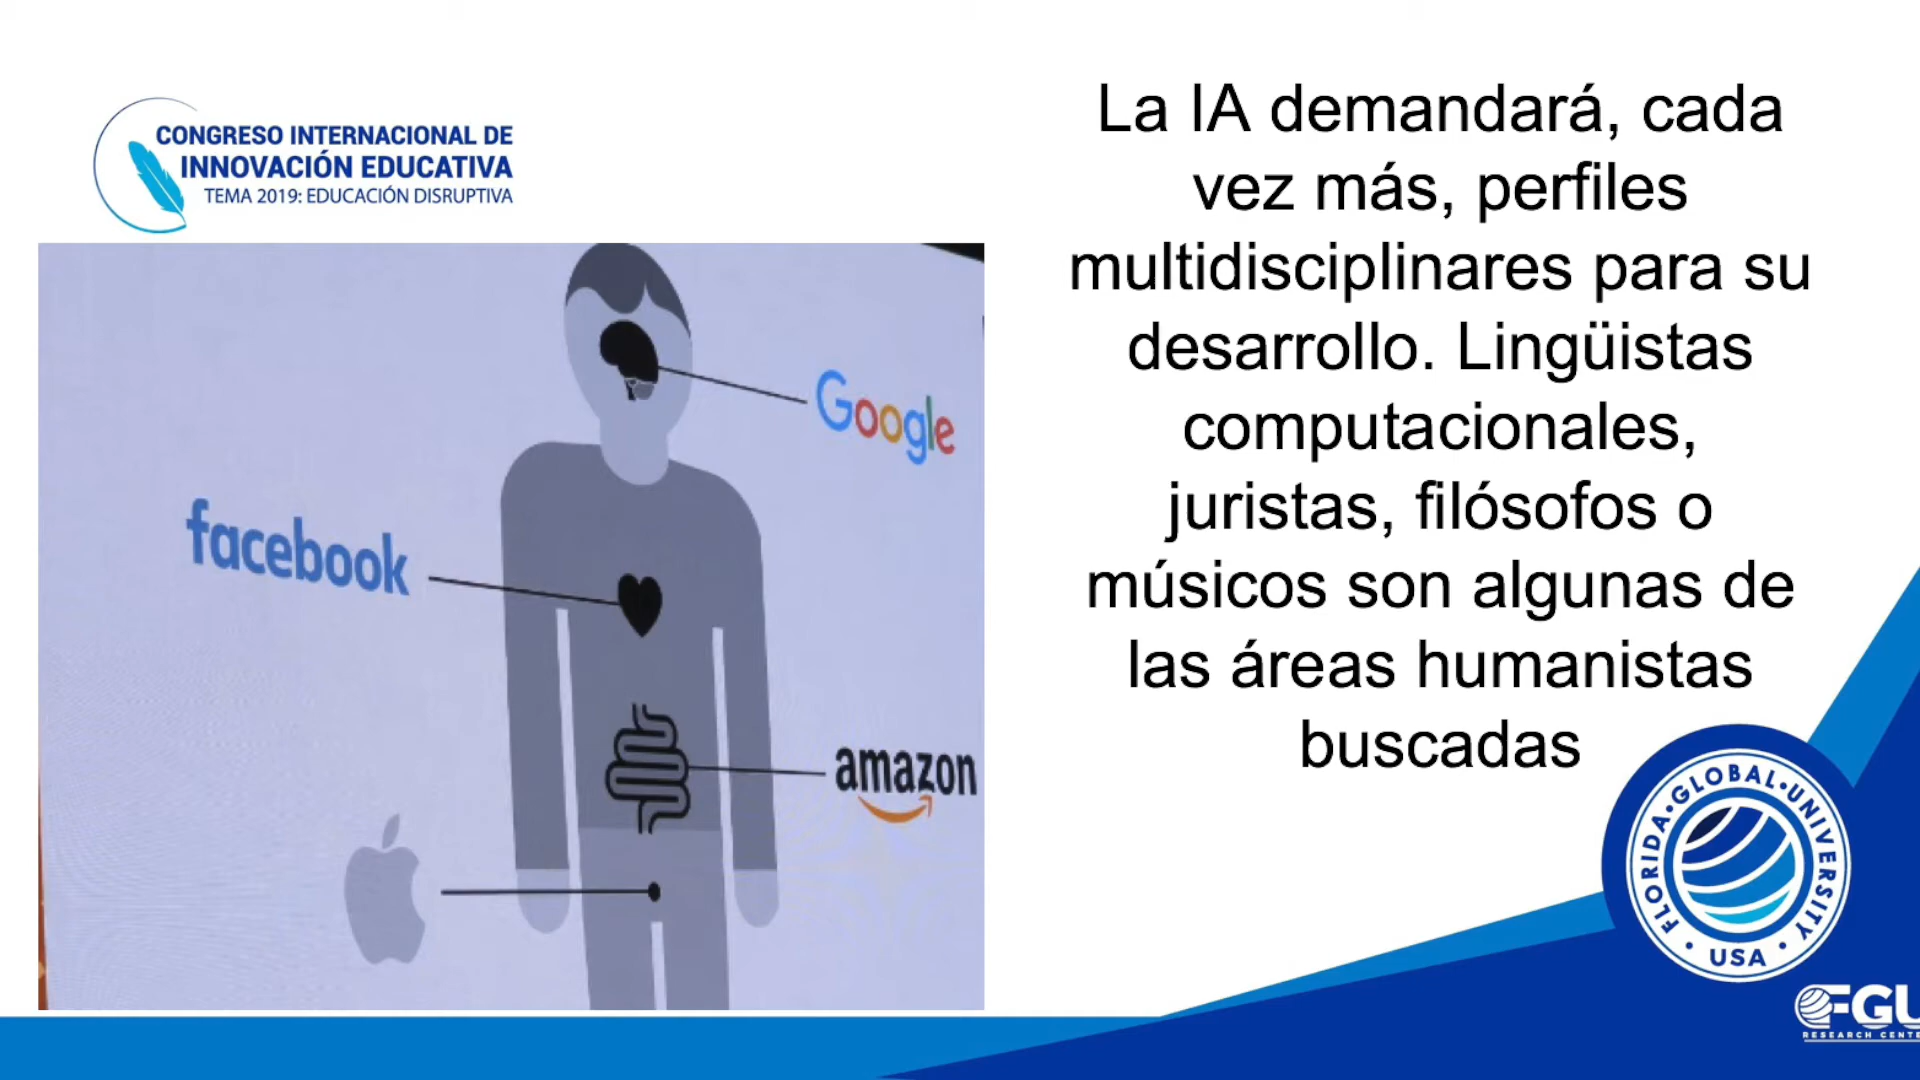 CONGRESO INTERNACIONAL DE
INNOVACIÓN EDUCATIVA
TEMA 2019: EDUCACIÓN DISRUPTIVA
Google
facebook
amazon
La IA demandará, cada
vez más, perfiles
multidisciplinares para su
desarrollo. Lingüistas
computacionales,
juristas, filósofos o
músicos son algunas de
las áreas humanistas
buscadas
FLORIDA•GLOBAL•UNIVERSITY
• USA •
FGU
RESEARCH CENTE